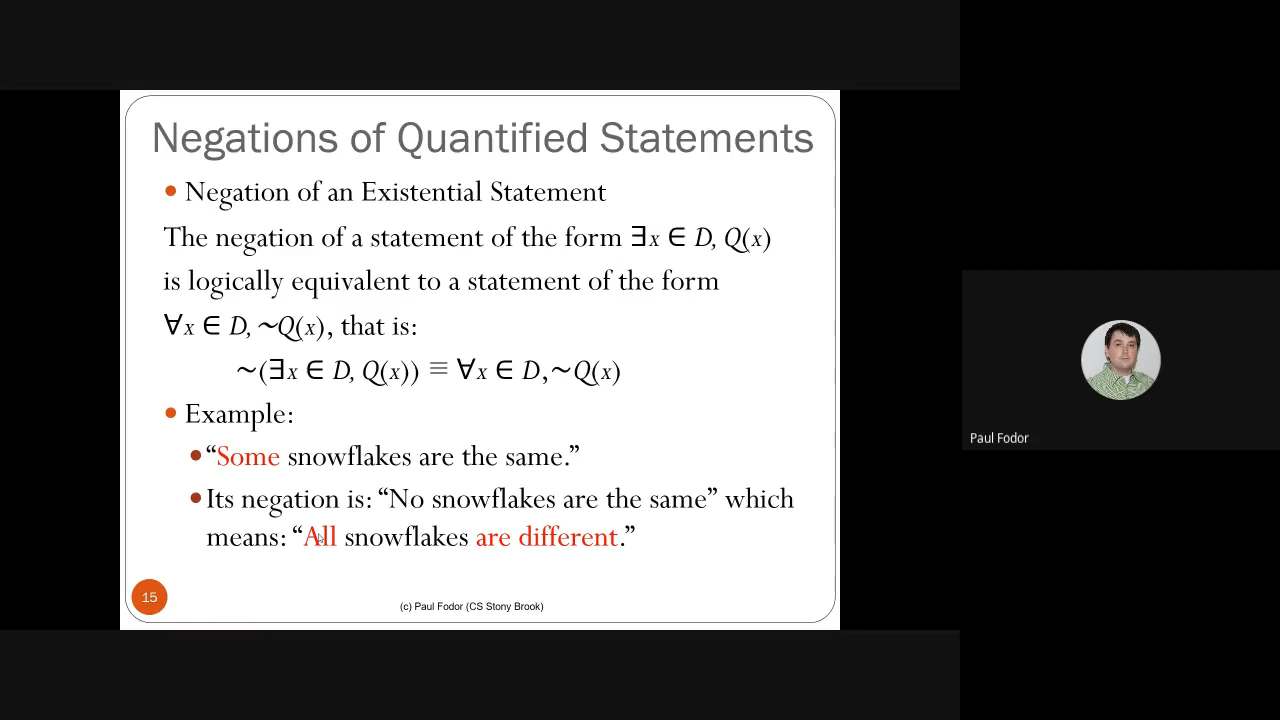 Negations of Quantified Statements
• Negation of an Existential Statement
The negation of a statement of the form ∃x ∈ D, Q(x)
is logically equivalent to a statement of the form
∀x ∈ D, ~Q(x), that is:
~(∃x ∈ D, Q(x)) ≡ ∀x ∈ D,~Q(x)
• Example:
• “Some snowflakes are the same.”
• Its negation is: “No snowflakes are the same” which
means: “All snowflakes are different.”
15
(c) Paul Fodor (CS Stony Brook)
Paul Fodor